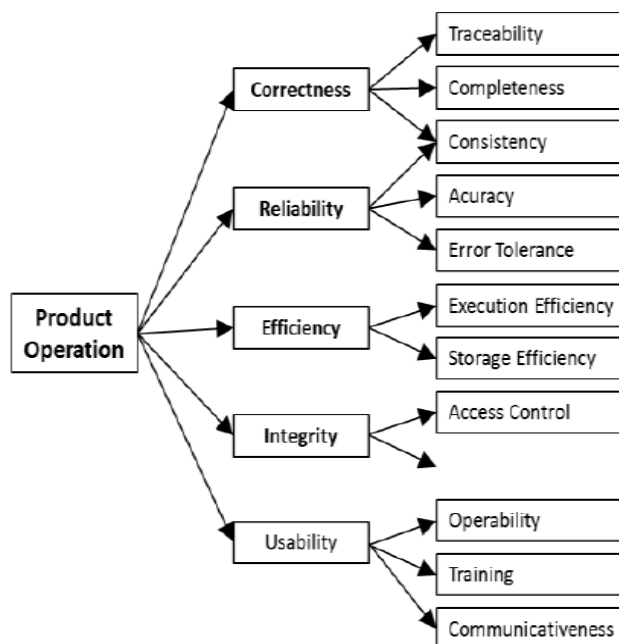 Product
Operation
Correctness
Reliability
Efficiency
Integrity
Usability
Traceability
Completeness
Consistency
Acuracy
Error Tolerance
Execution Efficiency
Storage Efficiency
Access Control
Operability
Training
Communicativeness